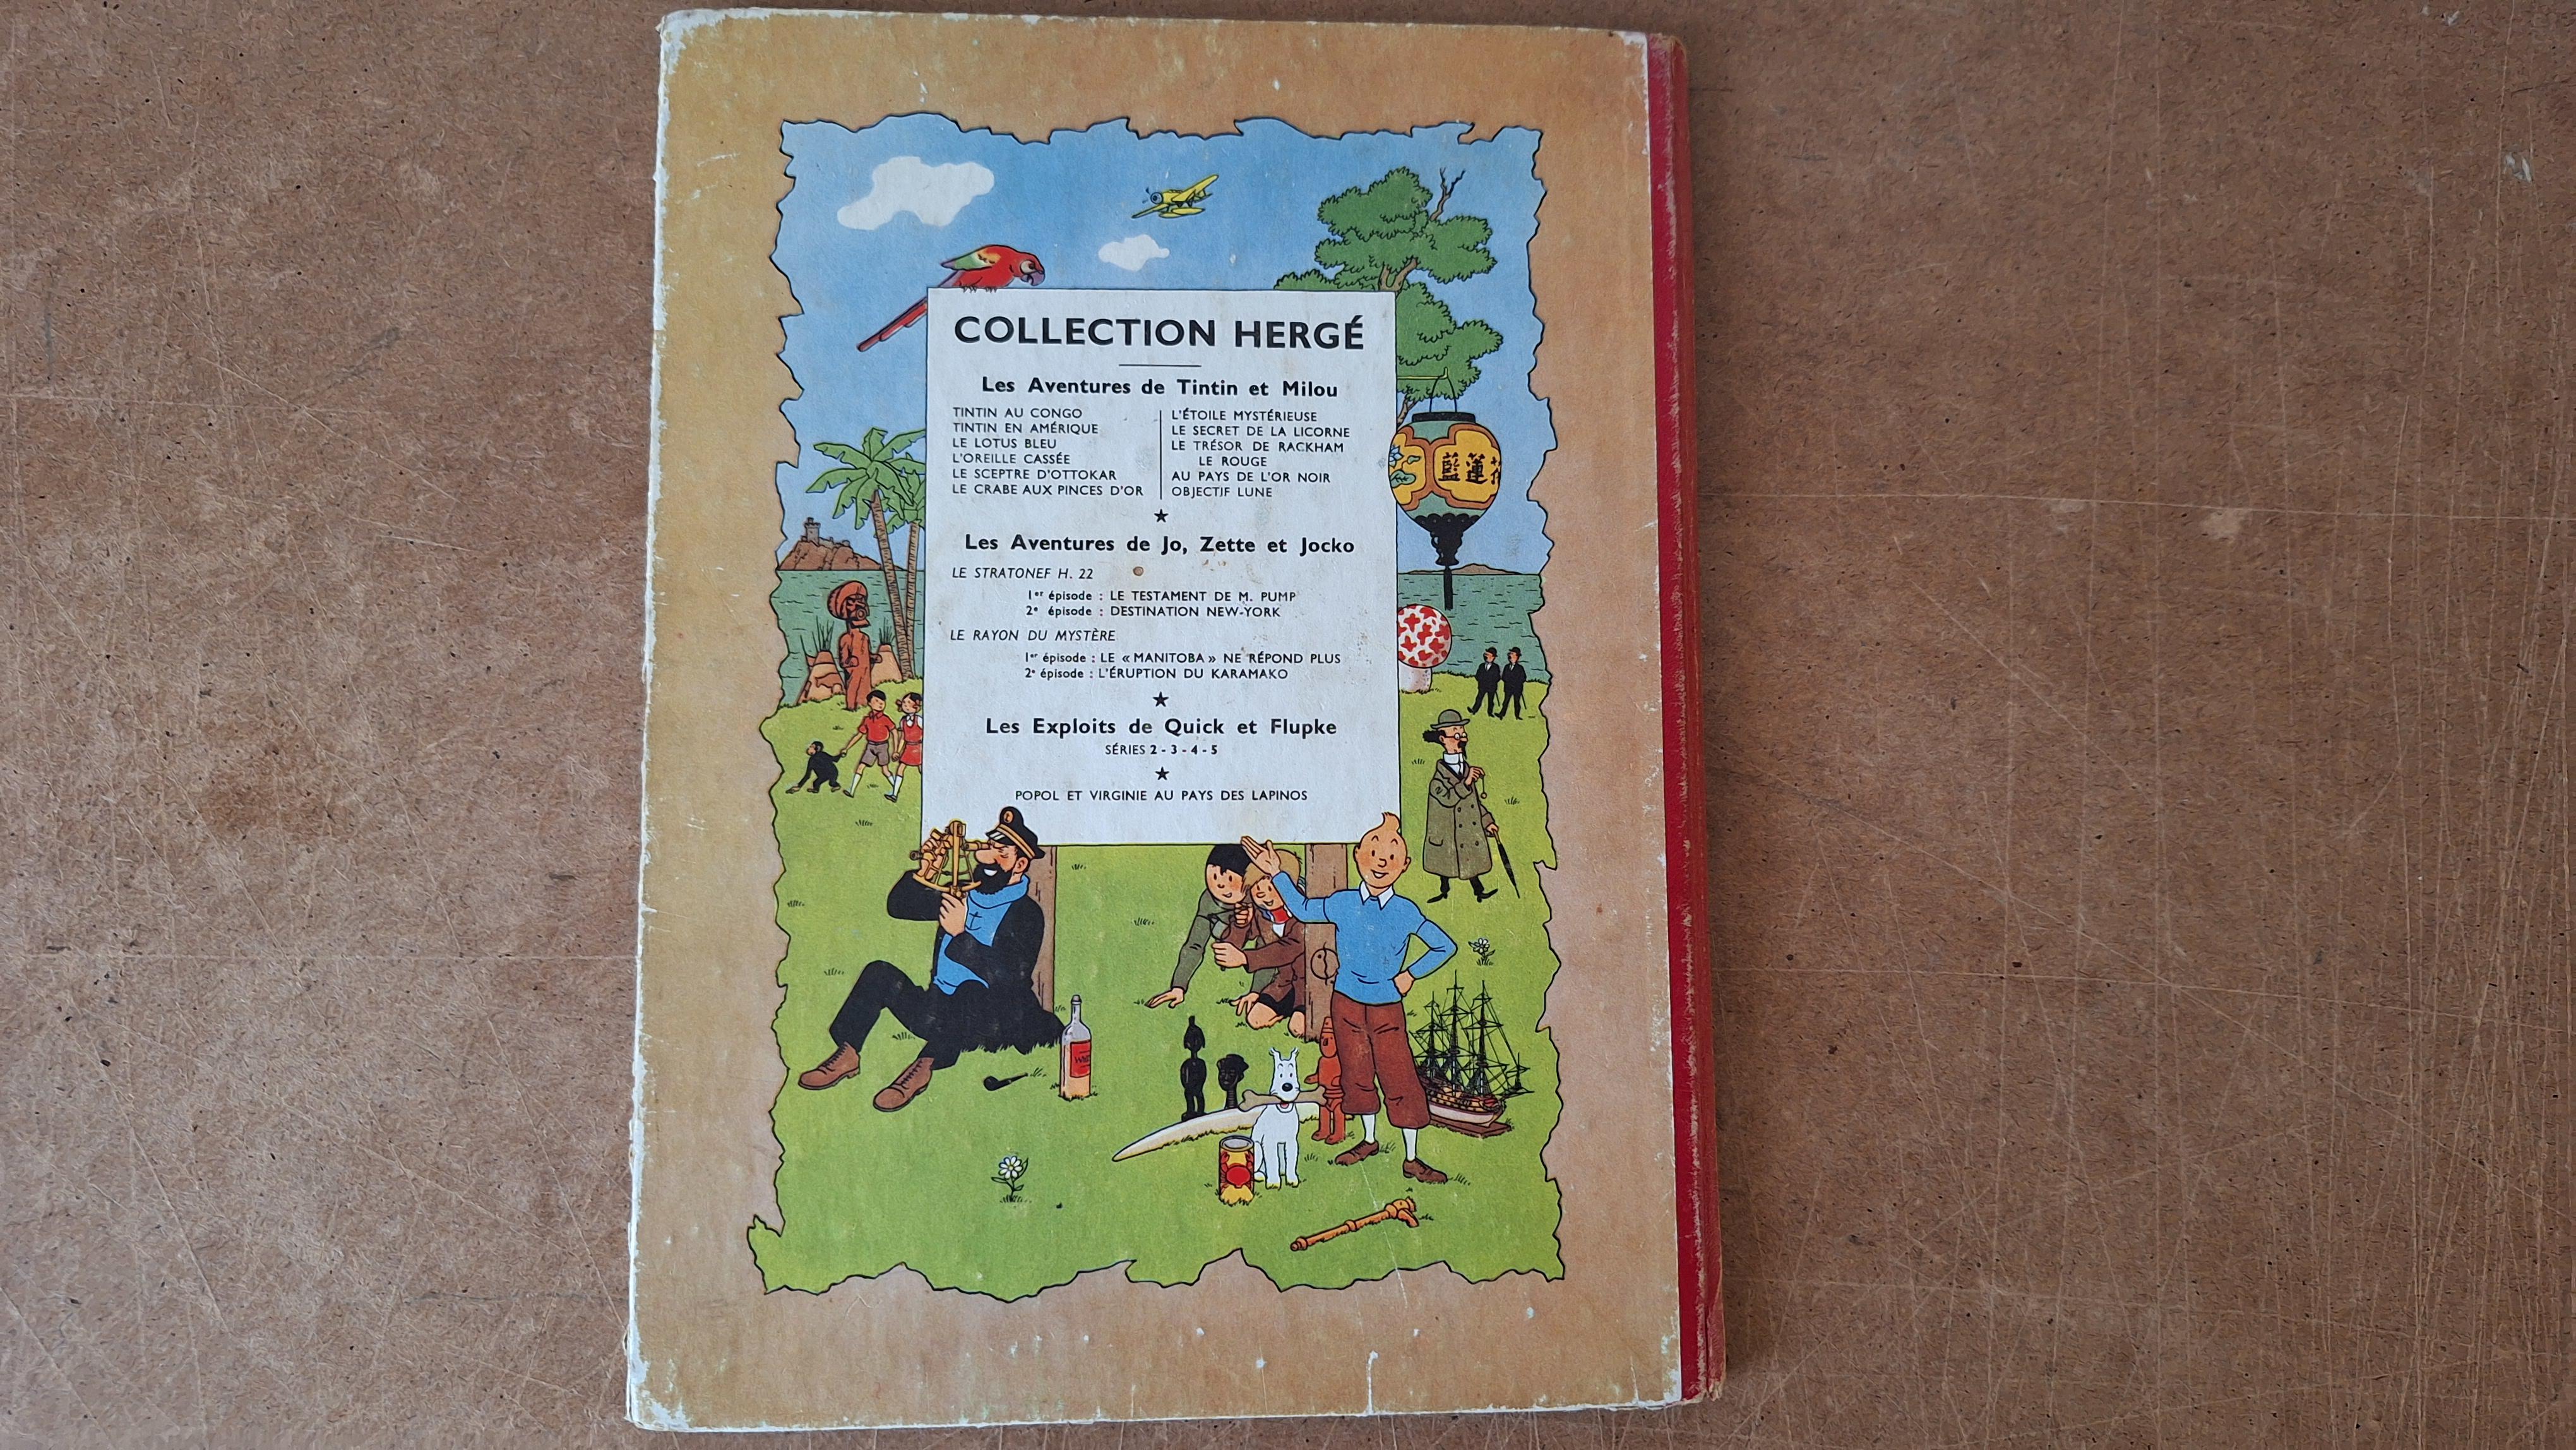 COLLECTION HERGÉ
Les Aventures de Tintin et Milou
TINTIN AU CONGO
TINTIN EN AMÉRIQUE
LE LOTUS BLEU
L'OREILLE CASSÉE
LE SCEPTRE D'OTTOKAR
LE CRABE AUX PINCES D'OR
L'ÉTOILE MYSTÉRIEUSE
LE SECRET DE LA LICORNE
LE TRÉSOR DE RACKHAM
LE ROUGE
AU PAYS DE L'OR NOIR
OBJECTIF LUNE
★
Les Aventures de Jo, Zette et Jocko
LE STRATONEF H. 22
1er épisode : LE TESTAMENT DE M. PUMP
2e épisode : DESTINATION NEW-YORK
LE RAYON DU MYSTÈRE
1er épisode : LE « MANITOBA » NE RÉPOND PLUS
2e épisode : L'ÉRUPTION DU KARAMAKO
★
Les Exploits de Quick et Flupke
SÉRIES 2 - 3 - 4 - 5
★
POPOL ET VIRGINIE AU PAYS DES LAPINOS
藍蓮